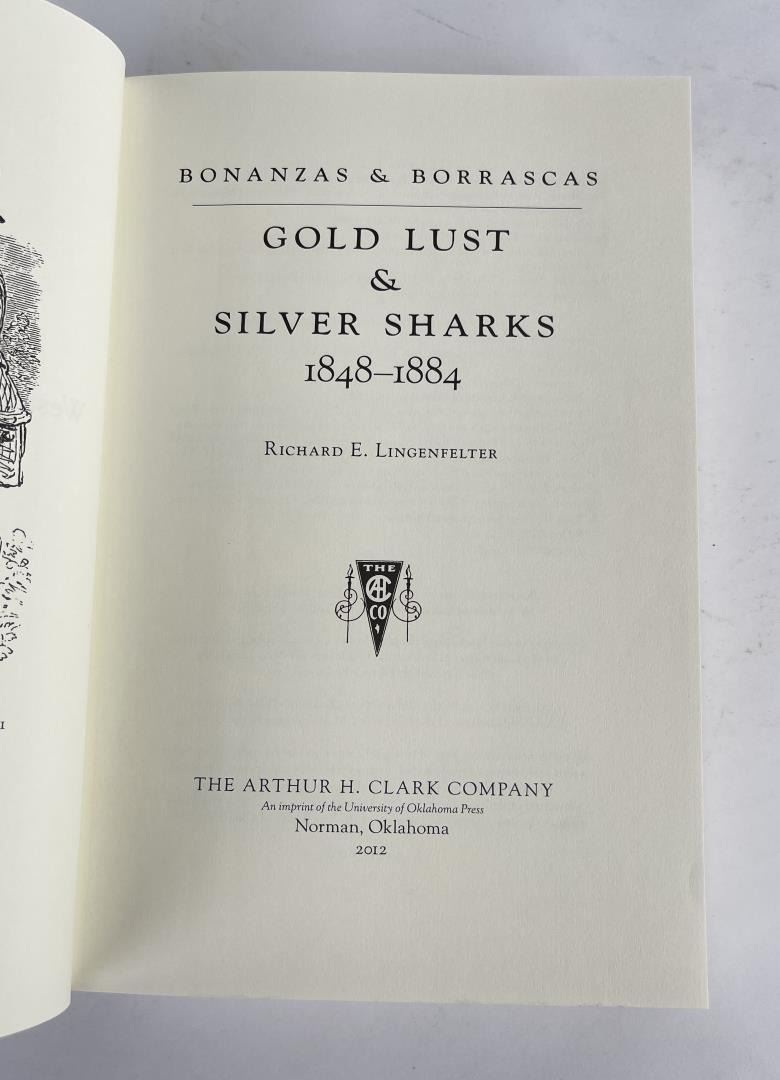 BONANZAS & BORRASCAS
GOLD LUST
&
SILVER SHARKS
1848–1884
RICHARD E. LINGENFELTER
THE
AHC
CO
THE ARTHUR H. CLARK COMPANY
An imprint of the University of Oklahoma Press
Norman, Oklahoma
2012